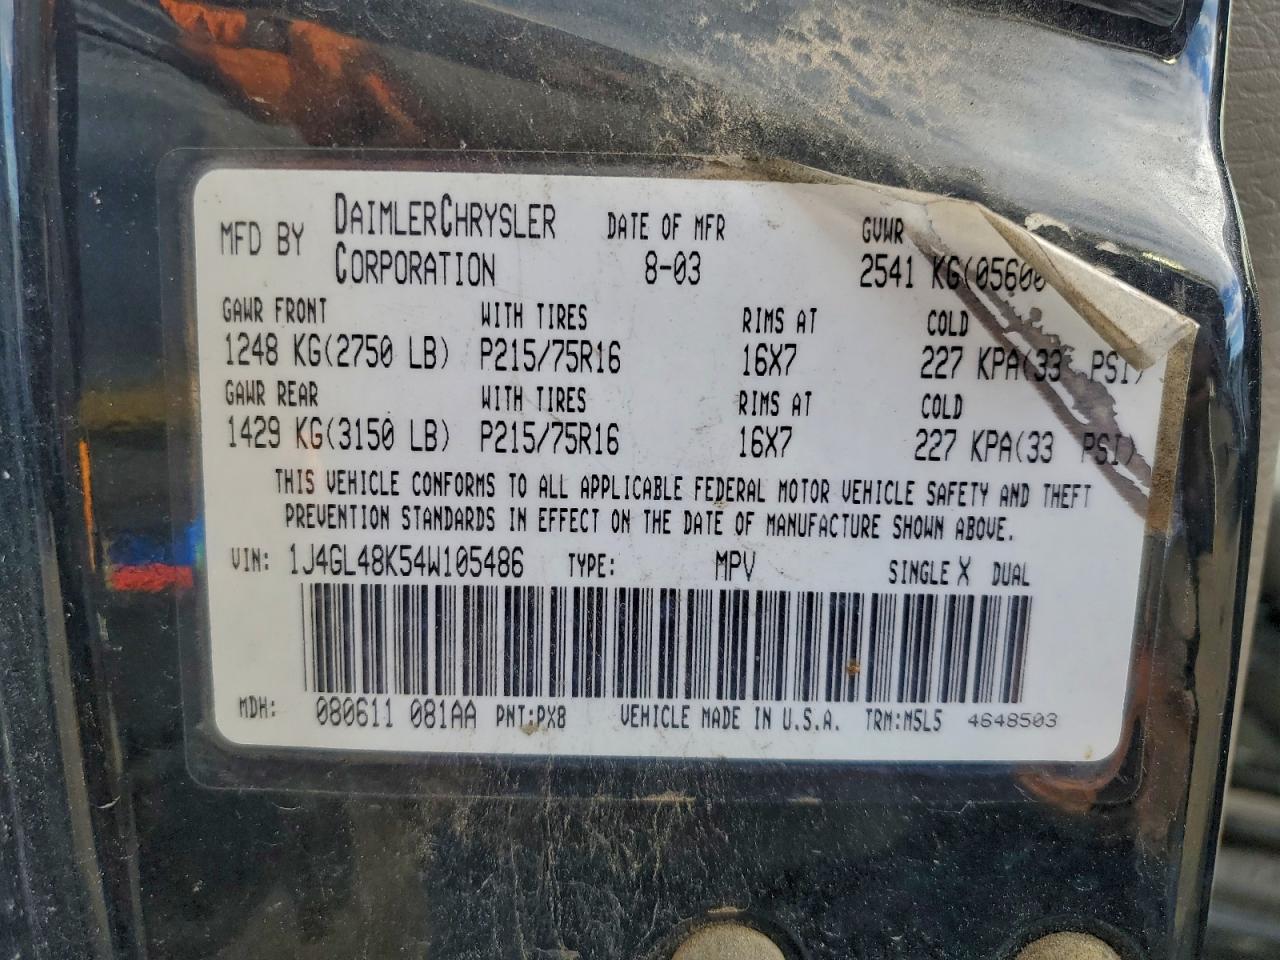 MFD BY DAIMLERCHRYSLER CORPORATION DATE OF MFR 8-03 GVWR 2541 KG(0560
GAWR FRONT WITH TIRES RIMS AT COLD
1248 KG(2750 LB) P215/75R16 16X7 227 KPA(33 PSI)
GAWR REAR WITH TIRES RIMS AT COLD
1429 KG(3150 LB) P215/75R16 16X7 227 KPA(33 PSI)
THIS VEHICLE CONFORMS TO ALL APPLICABLE FEDERAL MOTOR VEHICLE SAFETY AND THEFT
PREVENTION STANDARDS IN EFFECT ON THE DATE OF MANUFACTURE SHOWN ABOVE.
VIN: 1J4GL48K54W105486 TYPE: MPV SINGLE X DUAL
MDH: 080611 081AA PNT:PX8 VEHICLE MADE IN U.S.A. TRM:M5L5 4648503